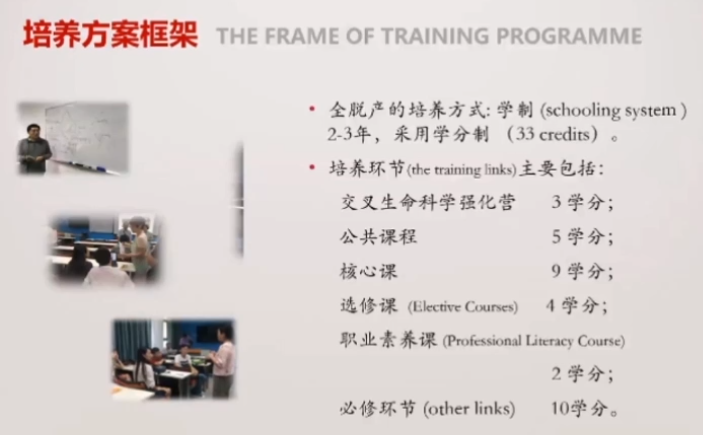 培养方案框架 THE FRAME OF TRAINING PROGRAMME
• 全脱产的培养方式: 学制 (schooling system )
2-3年，采用学分制 （33 credits）。
• 培养环节(the training links)主要包括：
交叉生命科学强化营 3 学分；
公共课程 5 学分；
核心课 9 学分；
选修课 (Elective Courses) 4 学分；
职业素养课 (Professional Literacy Course)
2 学分；
必修环节 (other links) 10学分。